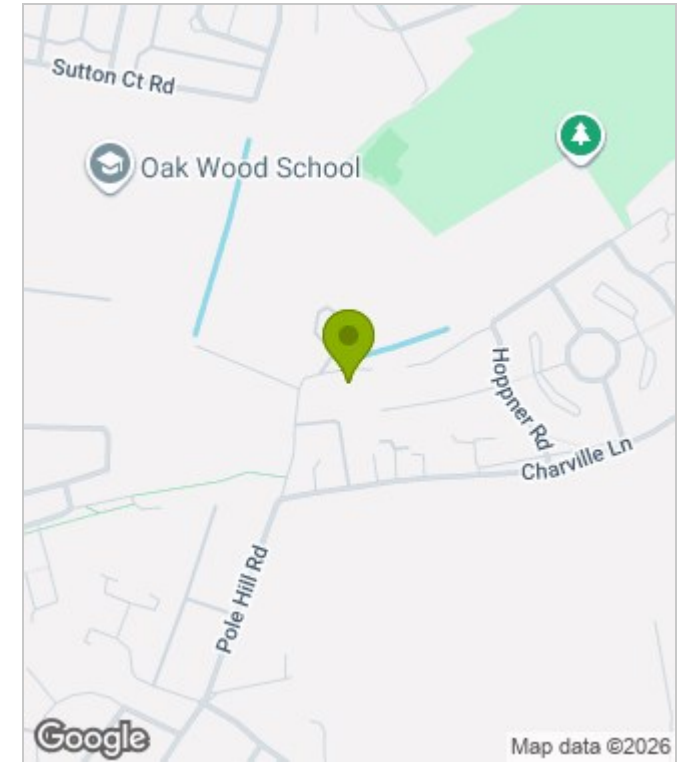 Sutton Ct Rd
Oak Wood School
Hoppner Rd
Charville Ln
Pole Hill Rd
Google
Map data ©2026